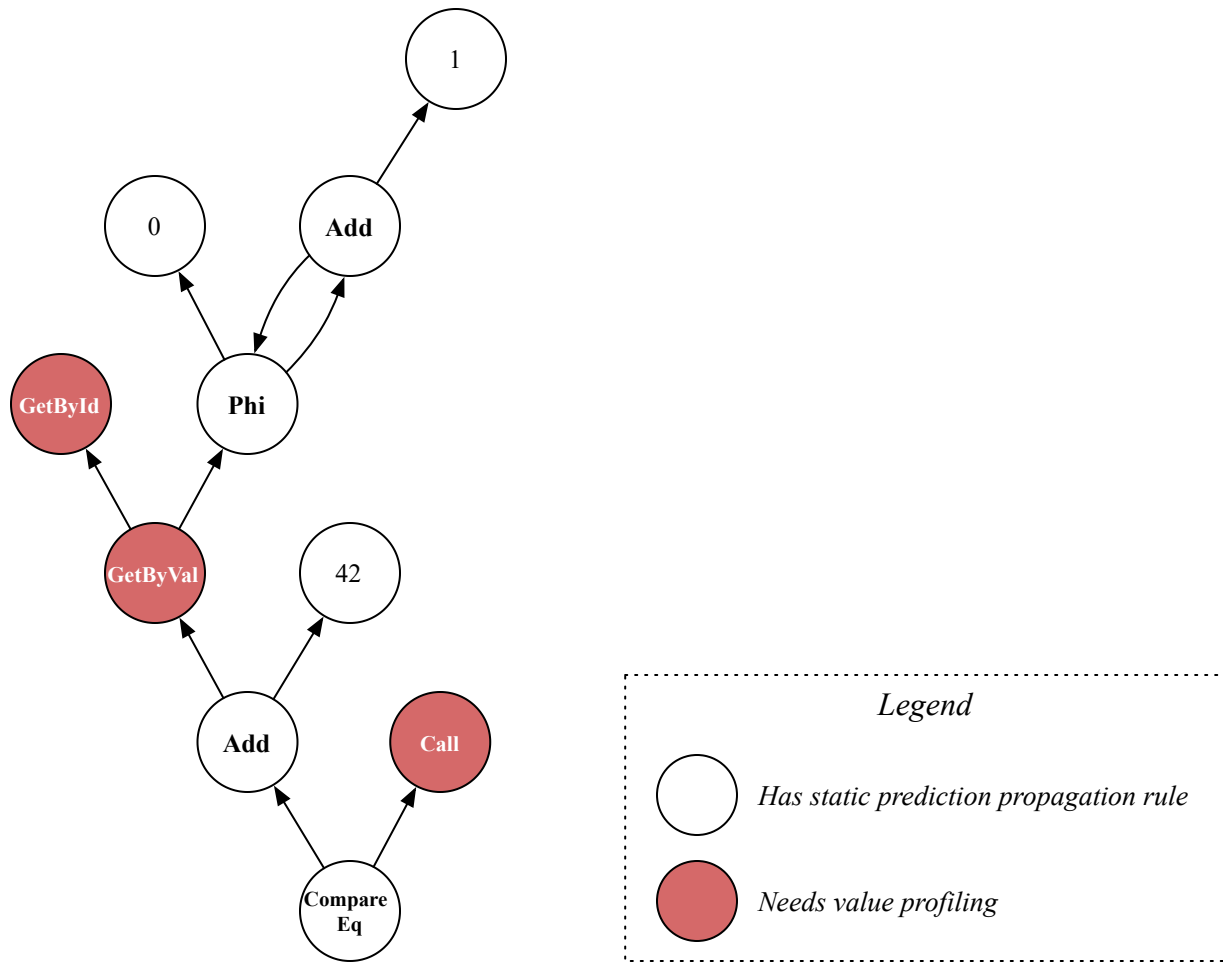 1
0
Add
GetById
Phi
GetByVal
42
Add
Call
Compare
Eq
Legend
Has static prediction propagation rule
Needs value profiling